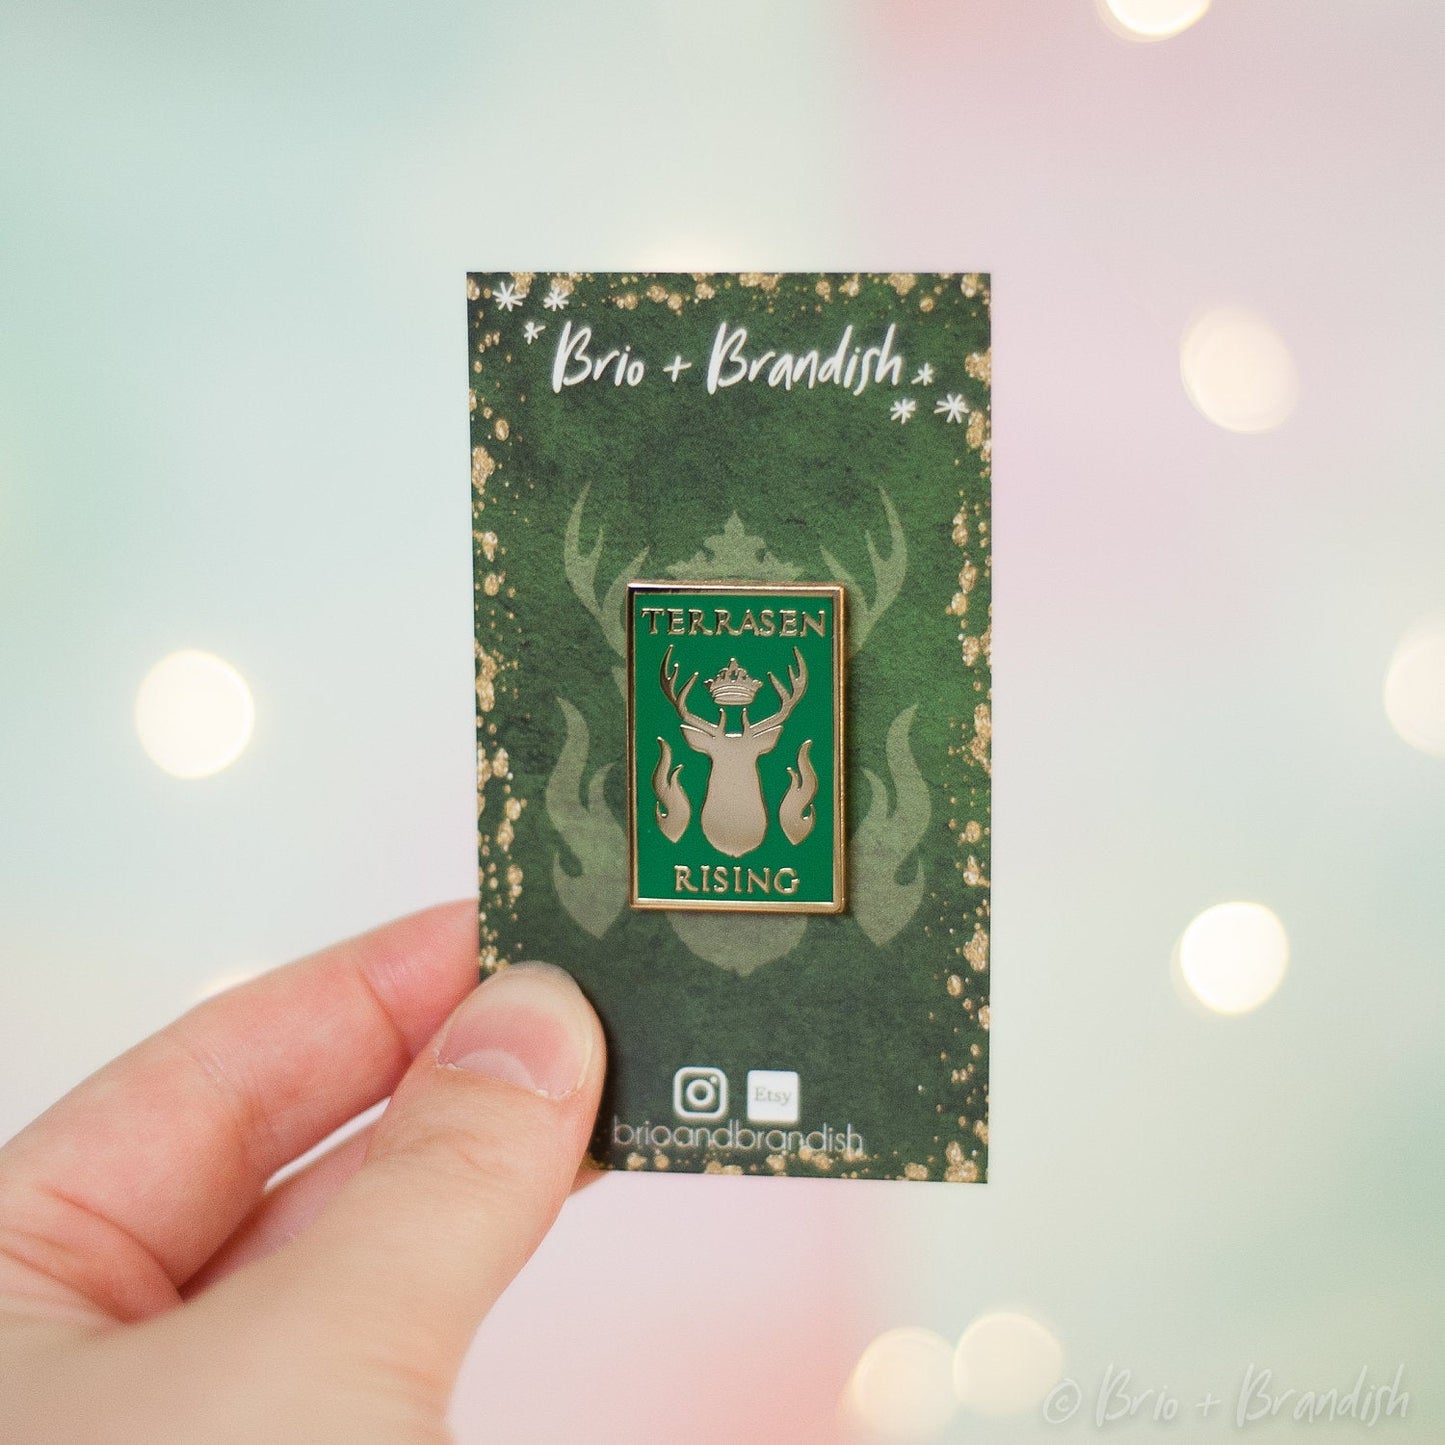 Brio + Brandish
TERRASEN
RISING
Etsy
brioandbrandish
© Brio + Brandish